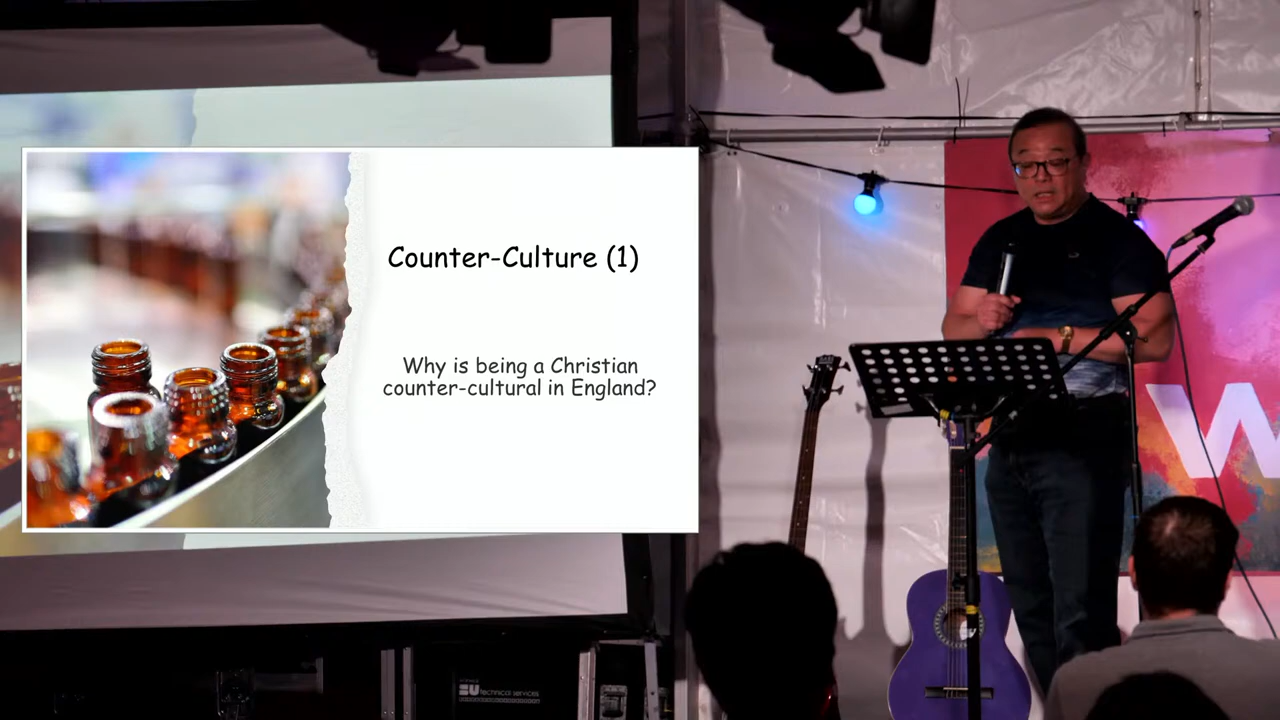 Counter-Culture (1)
Why is being a Christian
counter-cultural in England?
W
technical services